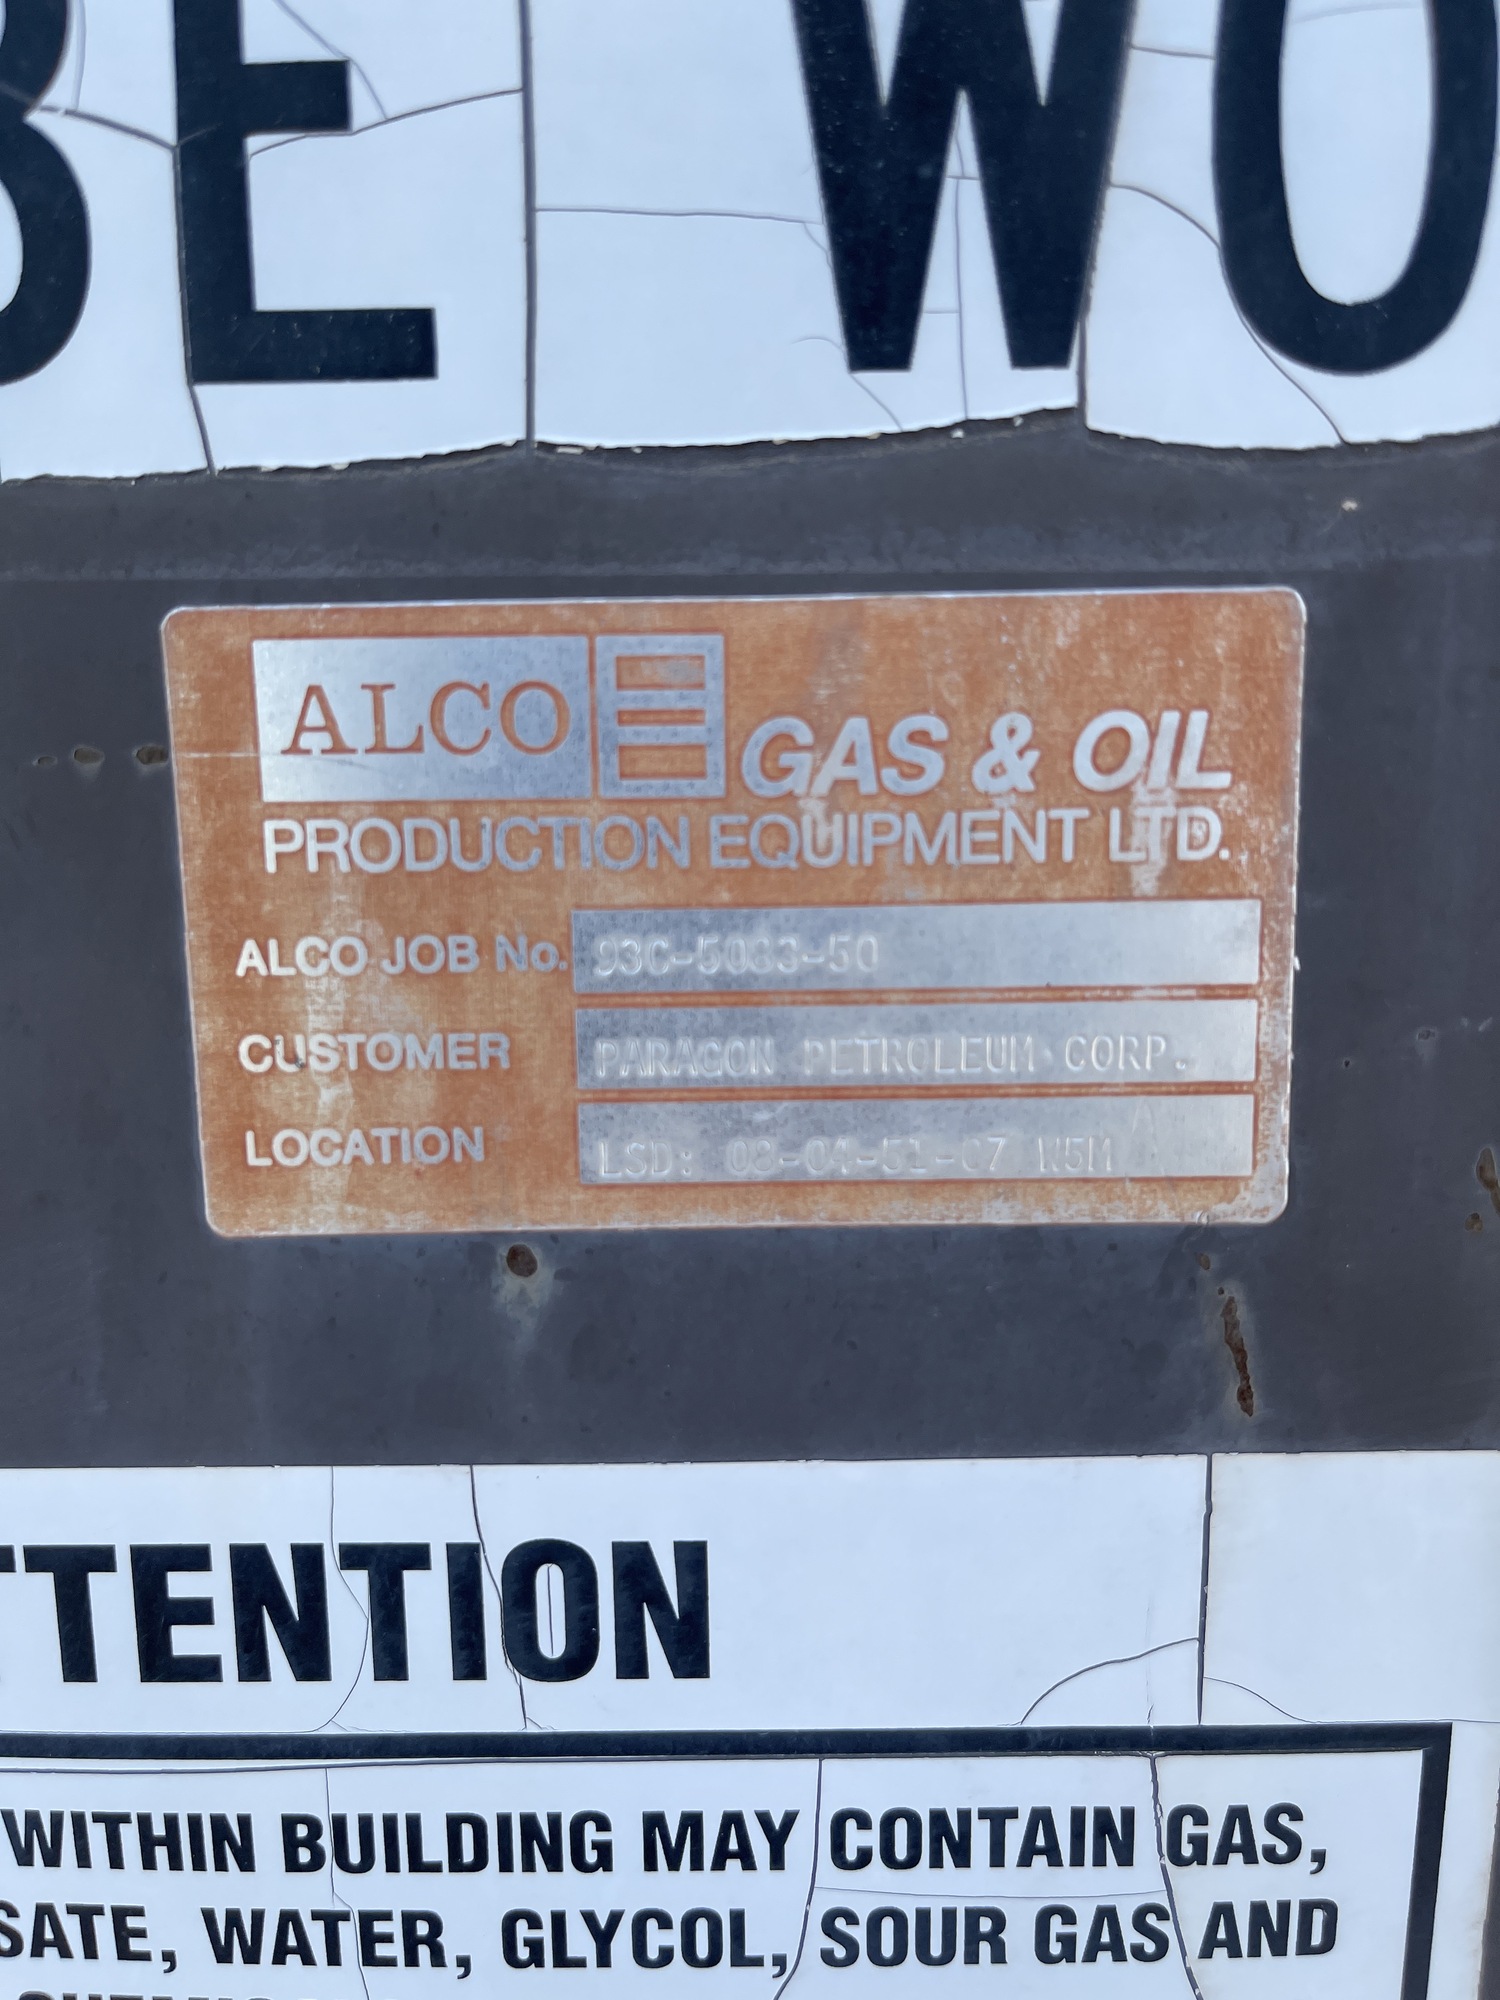 BE WO
ALCO GAS & OIL
PRODUCTION EQUIPMENT LTD.
ALCO JOB No. 93C-5083-50
CUSTOMER PARAGON PETROLEUM CORP.
LOCATION LSD: 08-04-51-07 W5M
TTENTION
WITHIN BUILDING MAY CONTAIN GAS,
SATE, WATER, GLYCOL, SOUR GAS AND